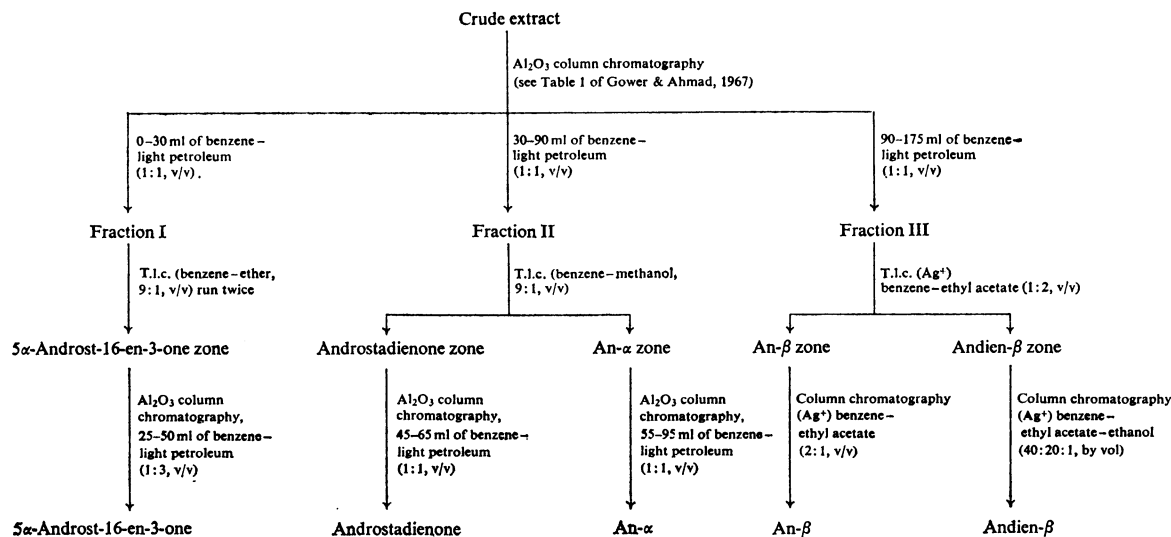 Crude extract
Al₂O₃ column chromatography
(see Table 1 of Gower & Ahmad, 1967)
0–30 ml of benzene–
light petroleum
(1:1, v/v).
30–90 ml of benzene–
light petroleum
(1:1, v/v)
90–175 ml of benzene–
light petroleum
(1:1, v/v)
Fraction I
Fraction II
Fraction III
T.l.c. (benzene–ether,
9:1, v/v) run twice
T.l.c. (benzene–methanol,
9:1, v/v)
T.l.c. (Ag⁺)
benzene–ethyl acetate (1:2, v/v)
5α-Androst-16-en-3-one zone
Androstadienone zone
An-α zone
An-β zone
Andien-β zone
Al₂O₃ column
chromatography,
25–50 ml of benzene–
light petroleum
(1:3, v/v)
Al₂O₃ column
chromatography,
45–65 ml of benzene–
light petroleum
(1:1, v/v)
Al₂O₃ column
chromatography,
55–95 ml of benzene–
light petroleum
(1:1, v/v)
Column chromatography
(Ag⁺) benzene–
ethyl acetate
(2:1, v/v)
Column chromatography
(Ag⁺) benzene–
ethyl acetate–ethanol
(40:20:1, by vol)
5α-Androst-16-en-3-one
Androstadienone
An-α
An-β
Andien-β